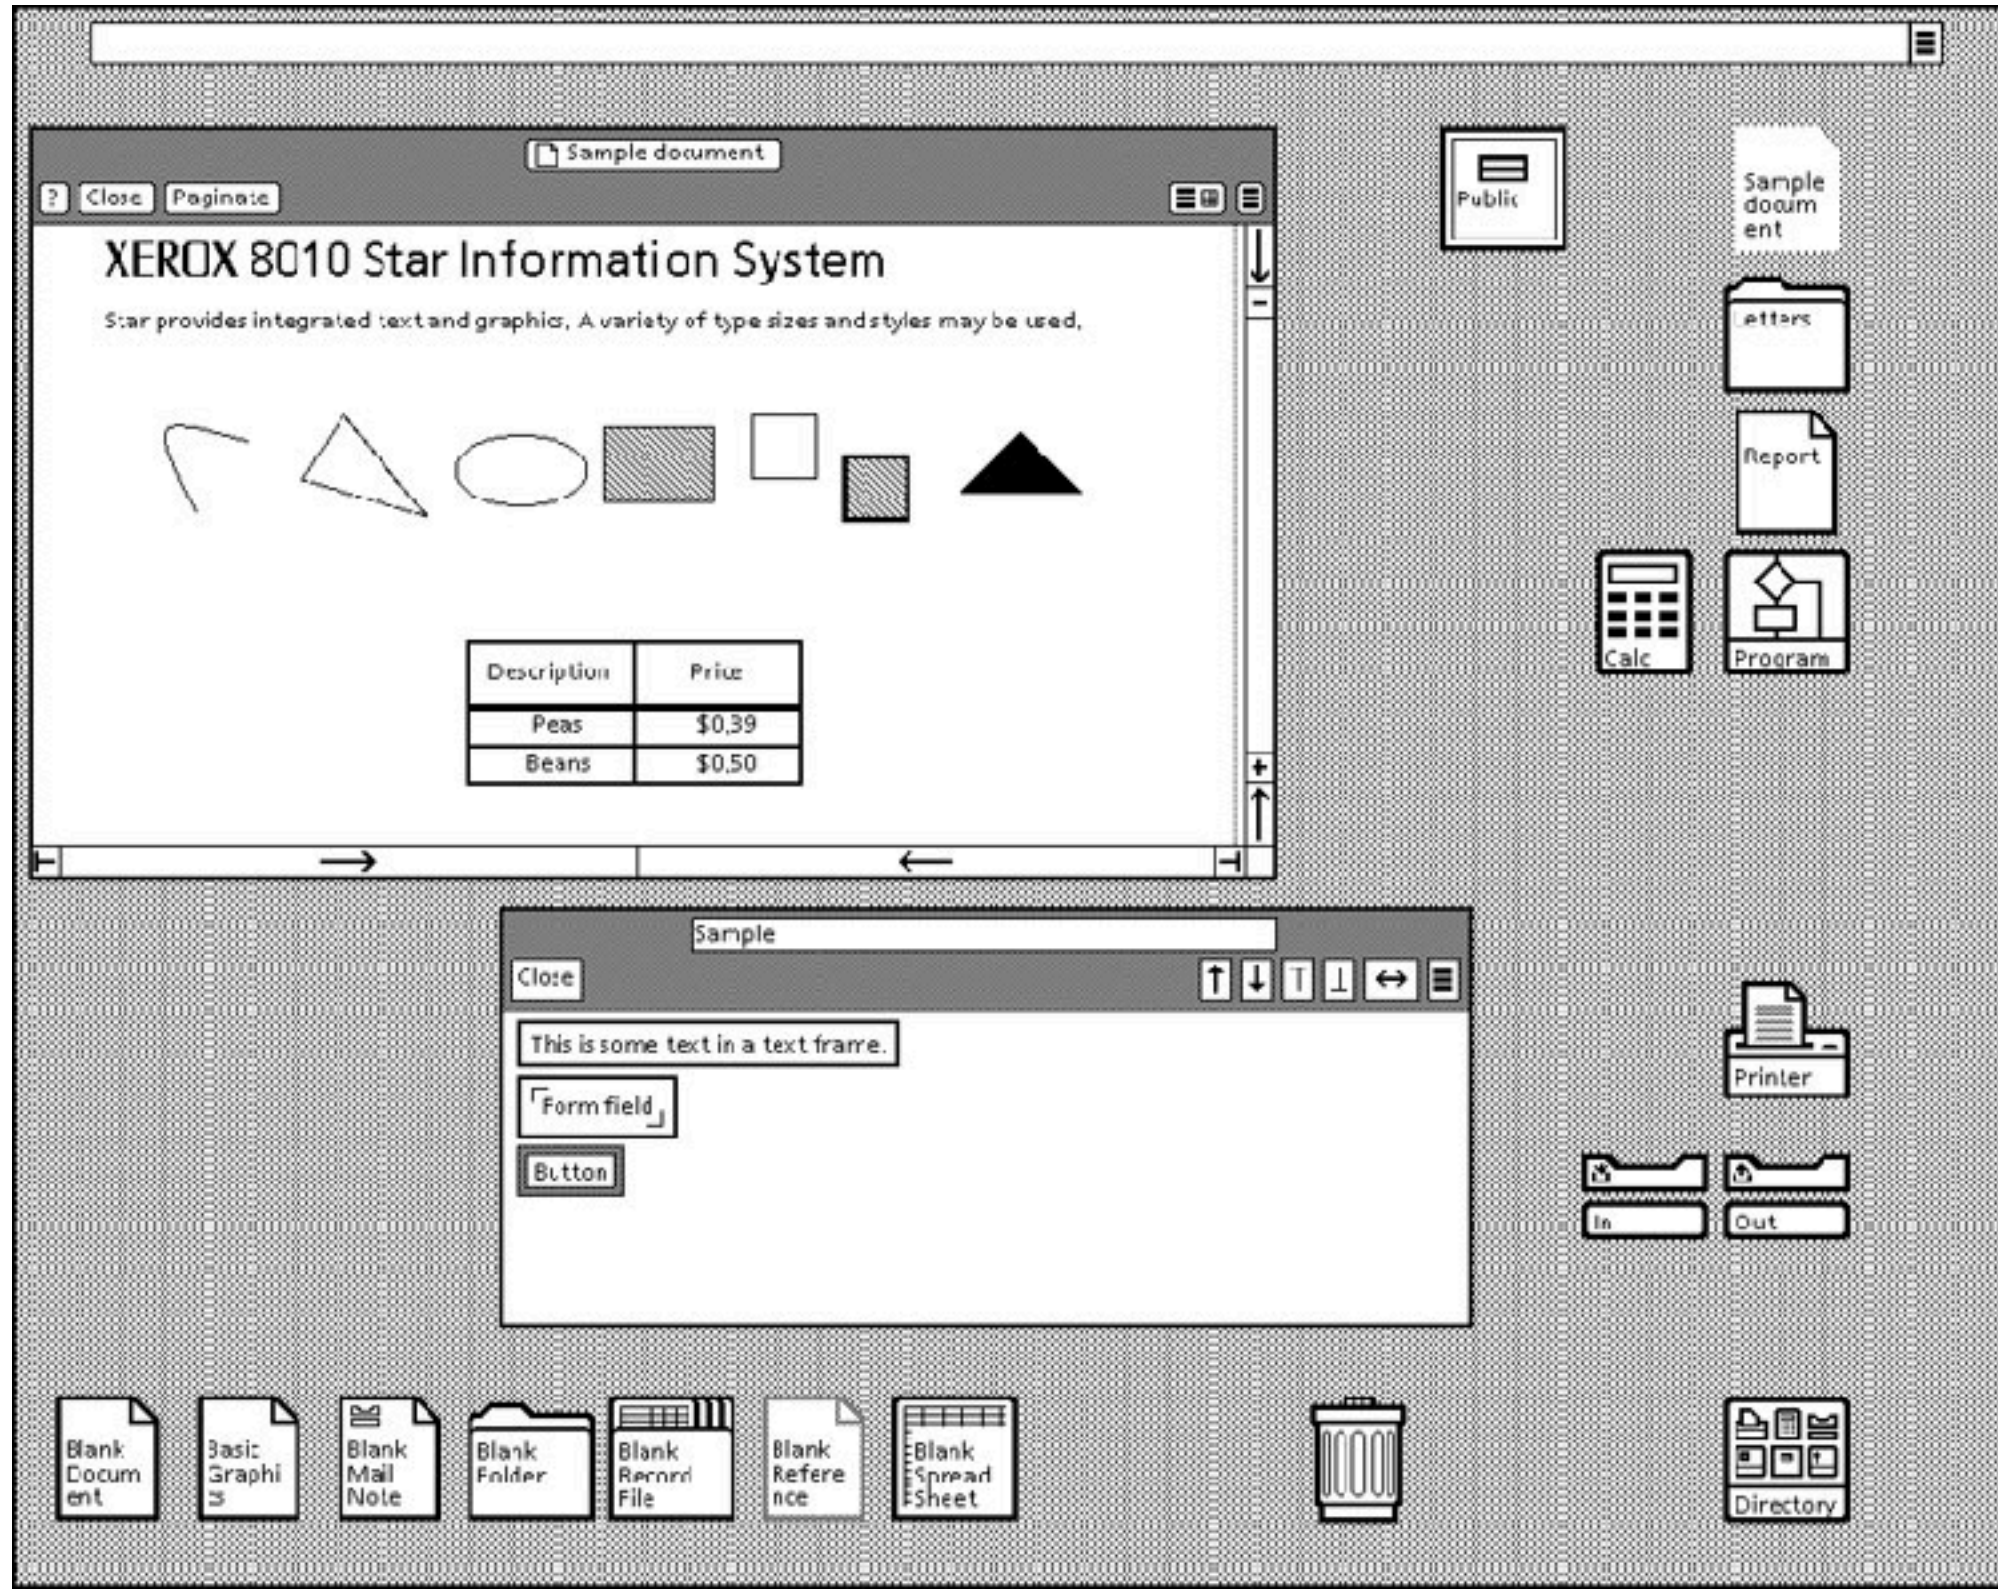 Sample document
? Close Paginate
XEROX 8010 Star Information System
Star provides integrated text and graphics. A variety of type sizes and styles may be used.
Description Price
Peas $0.39
Beans $0.50
Public
Sample
docum
ent
Letters
Report
Calc
Program
Sample
Close
This is some text in a text frame.
Form field
Button
Printer
In
Out
Blank
Docum
ent
Basic
Graphi
cs
Blank
Mail
Note
Blank
Folder
Blank
Record
File
Blank
Refere
nce
Blank
Spread
Sheet
Directory